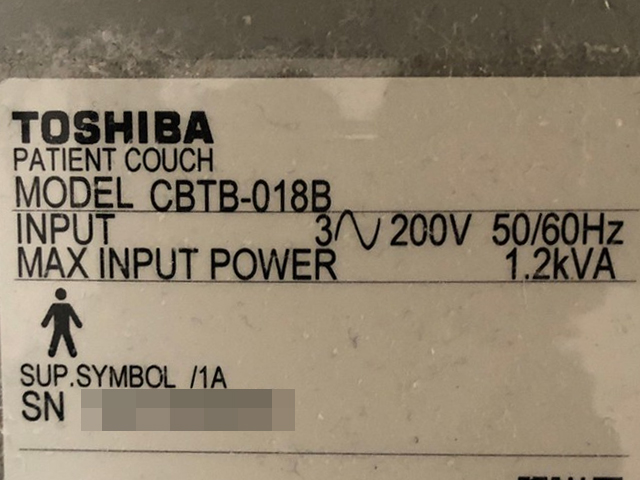 TOSHIBA
PATIENT COUCH
MODEL CBTB-018B
INPUT 3∿ 200V 50/60Hz
MAX INPUT POWER 1.2kVA
SUP.SYMBOL /1A
SN